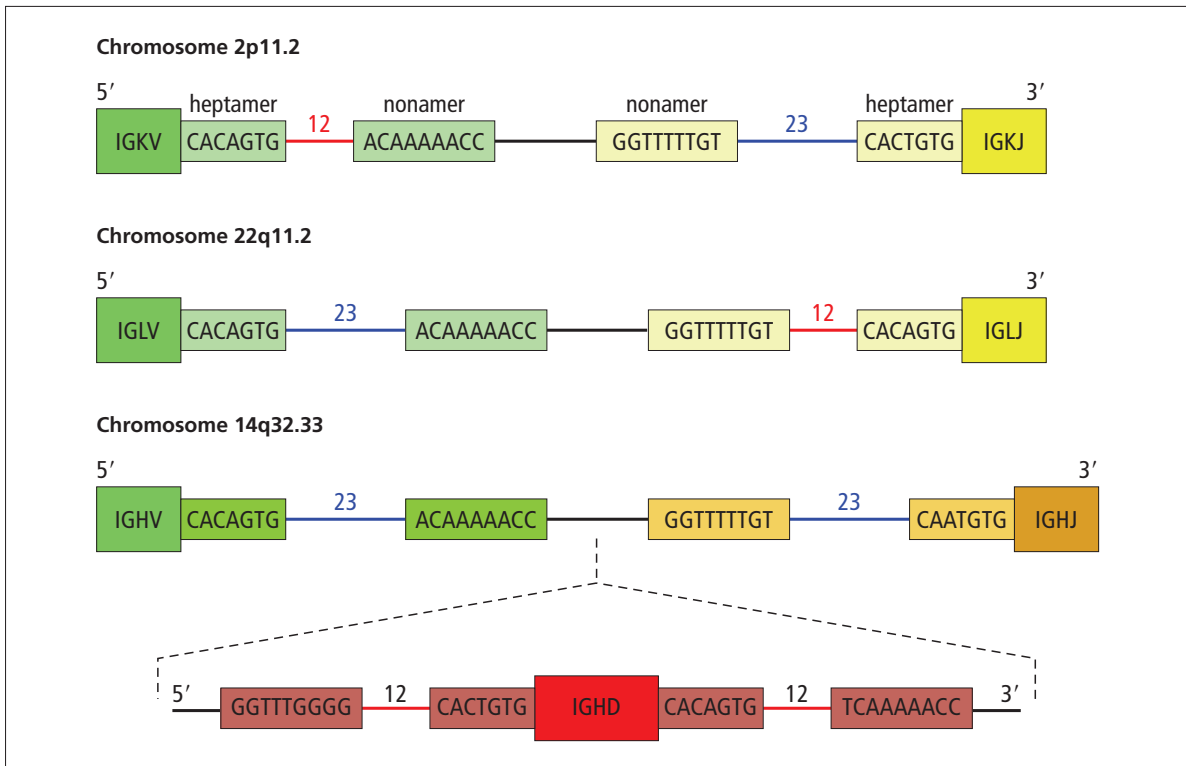 Chromosome 2p11.2
5′ 3′
heptamer nonamer nonamer heptamer
12 23
IGKV CACAGTG ACAAAAACC GGTTTTTGT CACTGTG IGKJ
Chromosome 22q11.2
5′ 3′
23 12
IGLV CACAGTG ACAAAAACC GGTTTTTGT CACAGTG IGLJ
Chromosome 14q32.33
5′ 3′
23 23
IGHV CACAGTG ACAAAAACC GGTTTTTGT CAATGTG IGHJ
5′ 12 12 3′
GGTTTGGGG CACTGTG IGHD CACAGTG TCAAAAACC